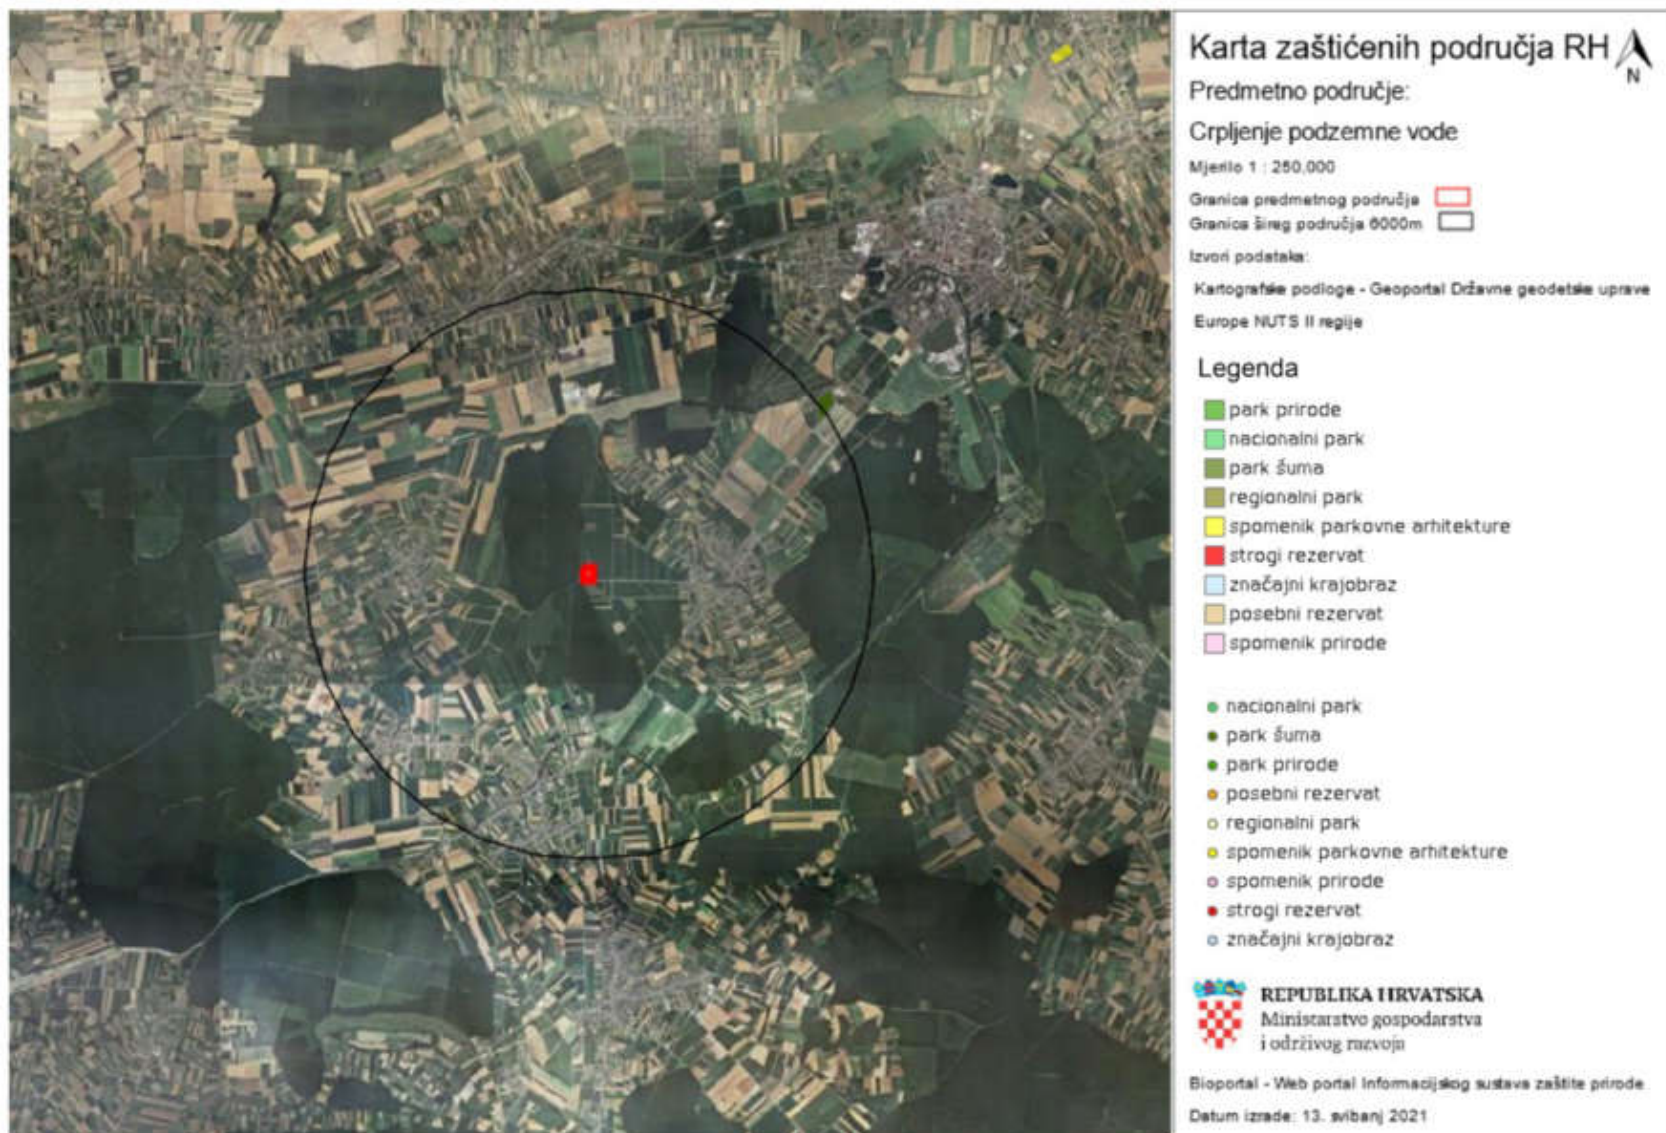 Karta zaštićenih područja RH
N
Predmetno područje:
Crpljenje podzemne vode
Mjerilo 1 : 250,000
Granica predmetnog područja
Granica šireg područja 6000m
Izvori podataka:
Kartografske podloge - Geoportal Državne geodetske uprave
Europe NUTS II regije
Legenda
park prirode
nacionalni park
park šuma
regionalni park
spomenik parkovne arhitekture
strogi rezervat
značajni krajobraz
posebni rezervat
spomenik prirode
nacionalni park
park šuma
park prirode
posebni rezervat
regionalni park
spomenik parkovne arhitekture
spomenik prirode
strogi rezervat
značajni krajobraz
REPUBLIKA HRVATSKA
Ministarstvo gospodarstva
i održivog razvoja
Bioportal - Web portal Informacijskog sustava zaštite prirode
Datum izrade: 13. svibanj 2021